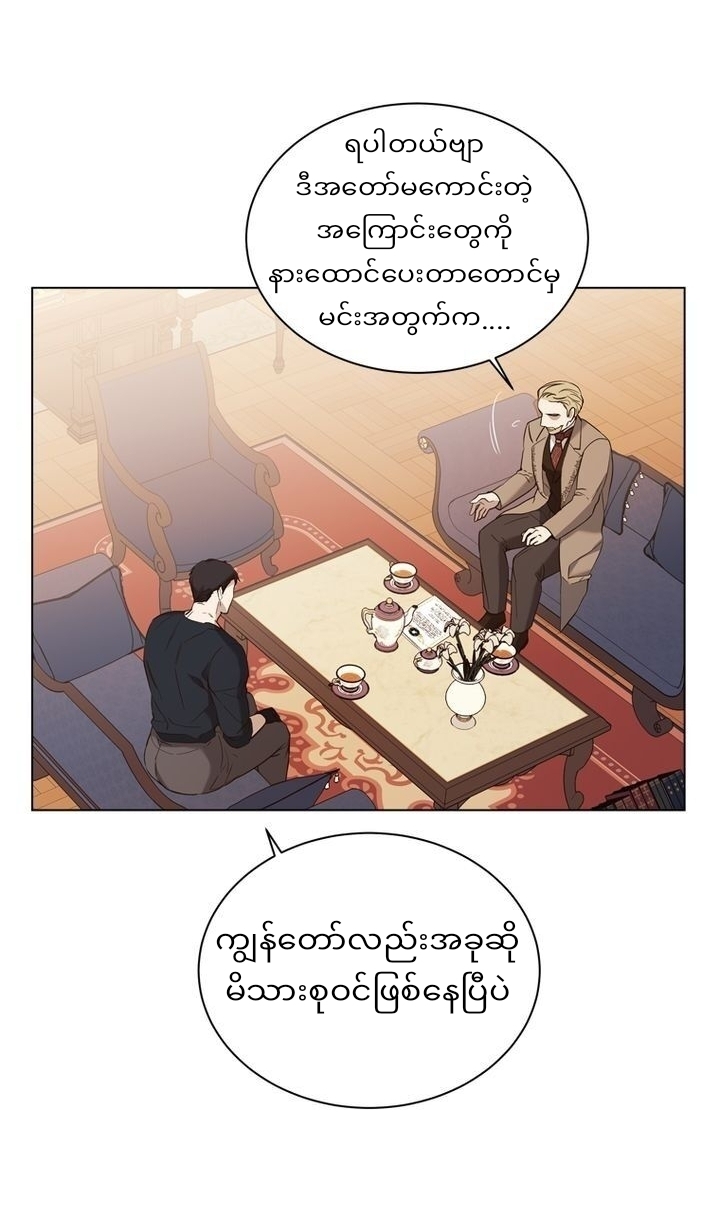 ရပါတယ်ဗျာ
ဒီအတော်မကောင်းတဲ့
အကြောင်းတွေကို
နားထောင်ပေးတာတောင်မှ
မင်းအတွက်က....
ကျွန်တော်လည်းအခုဆို
မိသားစုဝင်ဖြစ်နေပြီပဲ